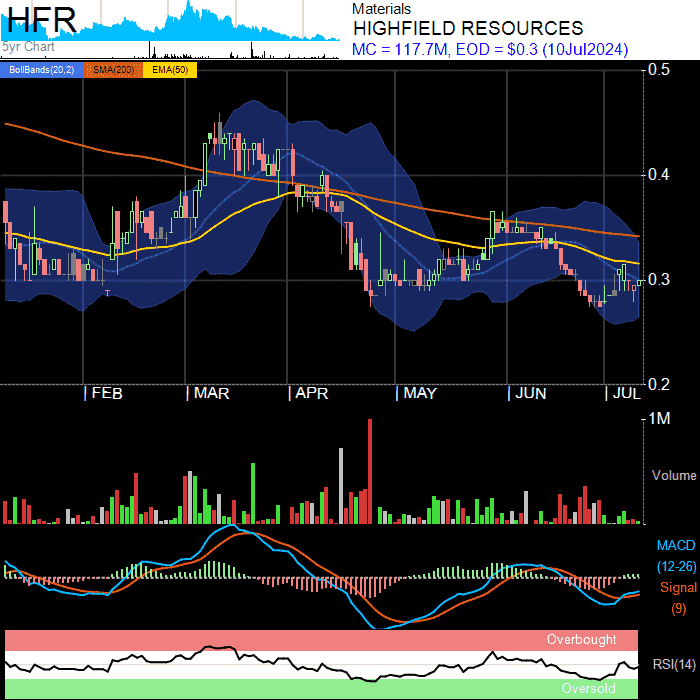 HFR
5yr Chart
Materials
HIGHFIELD RESOURCES
MC = 117.7M, EOD = $0.3 (10Jul2024)
BollBands(20,2) SMA(200) EMA(50)
0.5
0.4
0.3
0.2
| FEB | MAR | APR | MAY | JUN | JUL
1M
Volume
MACD
(12-26)
Signal
(9)
Overbought
RSI(14)
Oversold